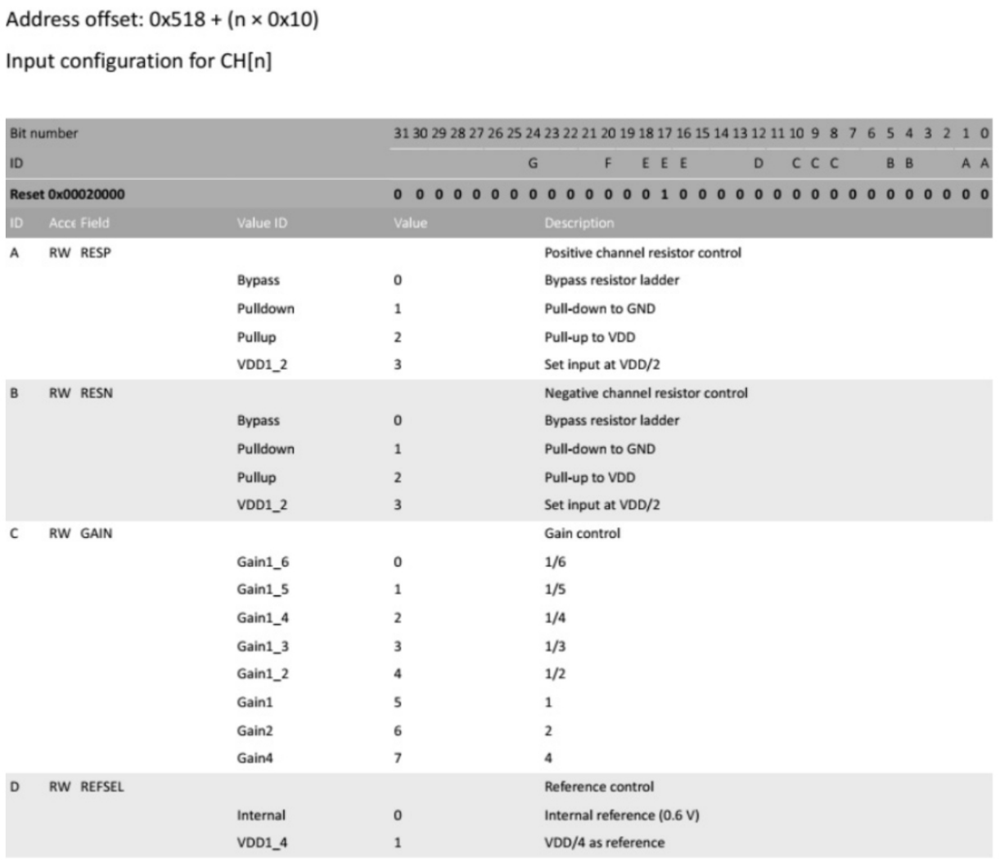 Address offset: 0x518 + (n × 0x10)
Input configuration for CH[n]
Bit number 31 30 29 28 27 26 25 24 23 22 21 20 19 18 17 16 15 14 13 12 11 10 9 8 7 6 5 4 3 2 1 0
ID G F E E E D C C C B B A A
Reset 0x00020000 0 0 0 0 0 0 0 0 0 0 0 0 0 0 1 0 0 0 0 0 0 0 0 0 0 0 0 0 0 0 0 0
ID Acce Field Value ID Value Description
A RW RESP Positive channel resistor control
Bypass 0 Bypass resistor ladder
Pulldown 1 Pull-down to GND
Pullup 2 Pull-up to VDD
VDD1_2 3 Set input at VDD/2
B RW RESN Negative channel resistor control
Bypass 0 Bypass resistor ladder
Pulldown 1 Pull-down to GND
Pullup 2 Pull-up to VDD
VDD1_2 3 Set input at VDD/2
C RW GAIN Gain control
Gain1_6 0 1/6
Gain1_5 1 1/5
Gain1_4 2 1/4
Gain1_3 3 1/3
Gain1_2 4 1/2
Gain1 5 1
Gain2 6 2
Gain4 7 4
D RW REFSEL Reference control
Internal 0 Internal reference (0.6 V)
VDD1_4 1 VDD/4 as reference